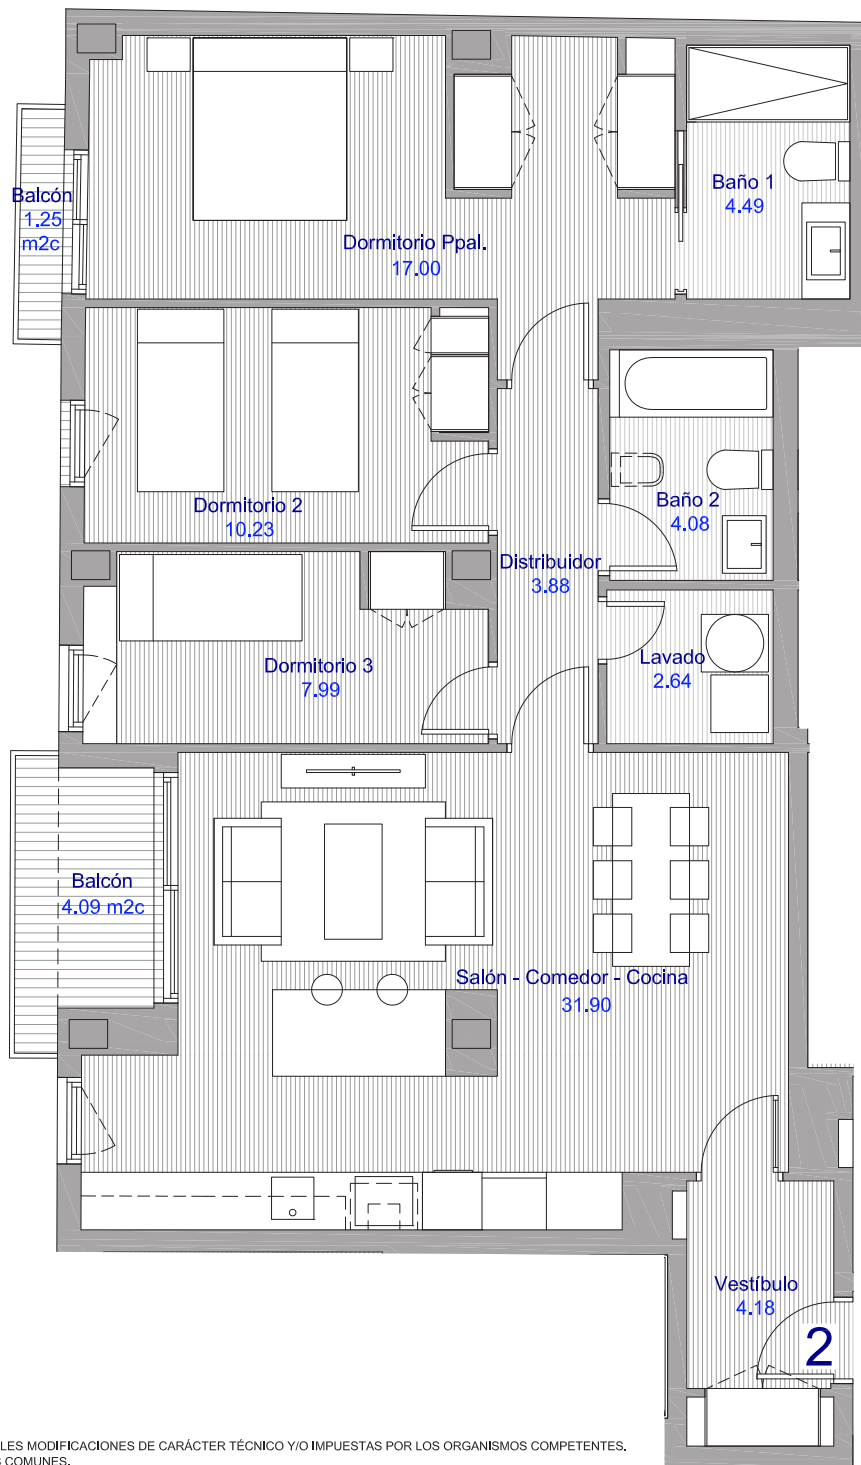 Balcón
1.25
m2c
Dormitorio Ppal.
17.00
Baño 1
4.49
Dormitorio 2
10.23
Baño 2
4.08
Distribuidor
3.88
Dormitorio 3
7.99
Lavado
2.64
Balcón
4.09 m2c
Salón - Comedor - Cocina
31.90
Vestíbulo
4.18
2
LES MODIFICACIONES DE CARÁCTER TÉCNICO Y/O IMPUESTAS POR LOS ORGANISMOS COMPETENTES.
COMUNES.